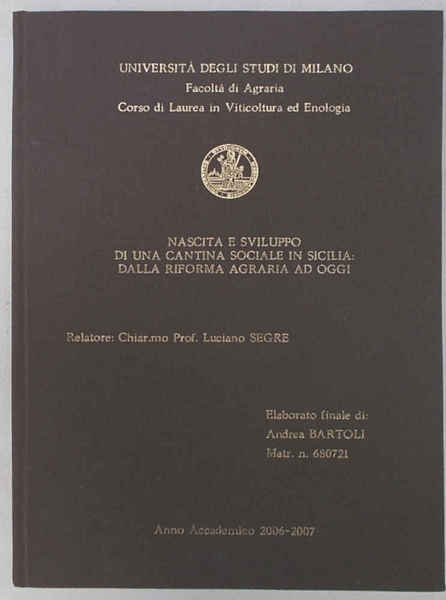 UNIVERSITÀ DEGLI STUDI DI MILANO
Facoltà di Agraria
Corso di Laurea in Viticoltura ed Enologia
NASCITA E SVILUPPO
DI UNA CANTINA SOCIALE IN SICILIA:
DALLA RIFORMA AGRARIA AD OGGI
Relatore: Chiar.mo Prof. Luciano SEGRE
Elaborato finale di:
Andrea BARTOLI
Matr. n. 680721
Anno Accademico 2006-2007